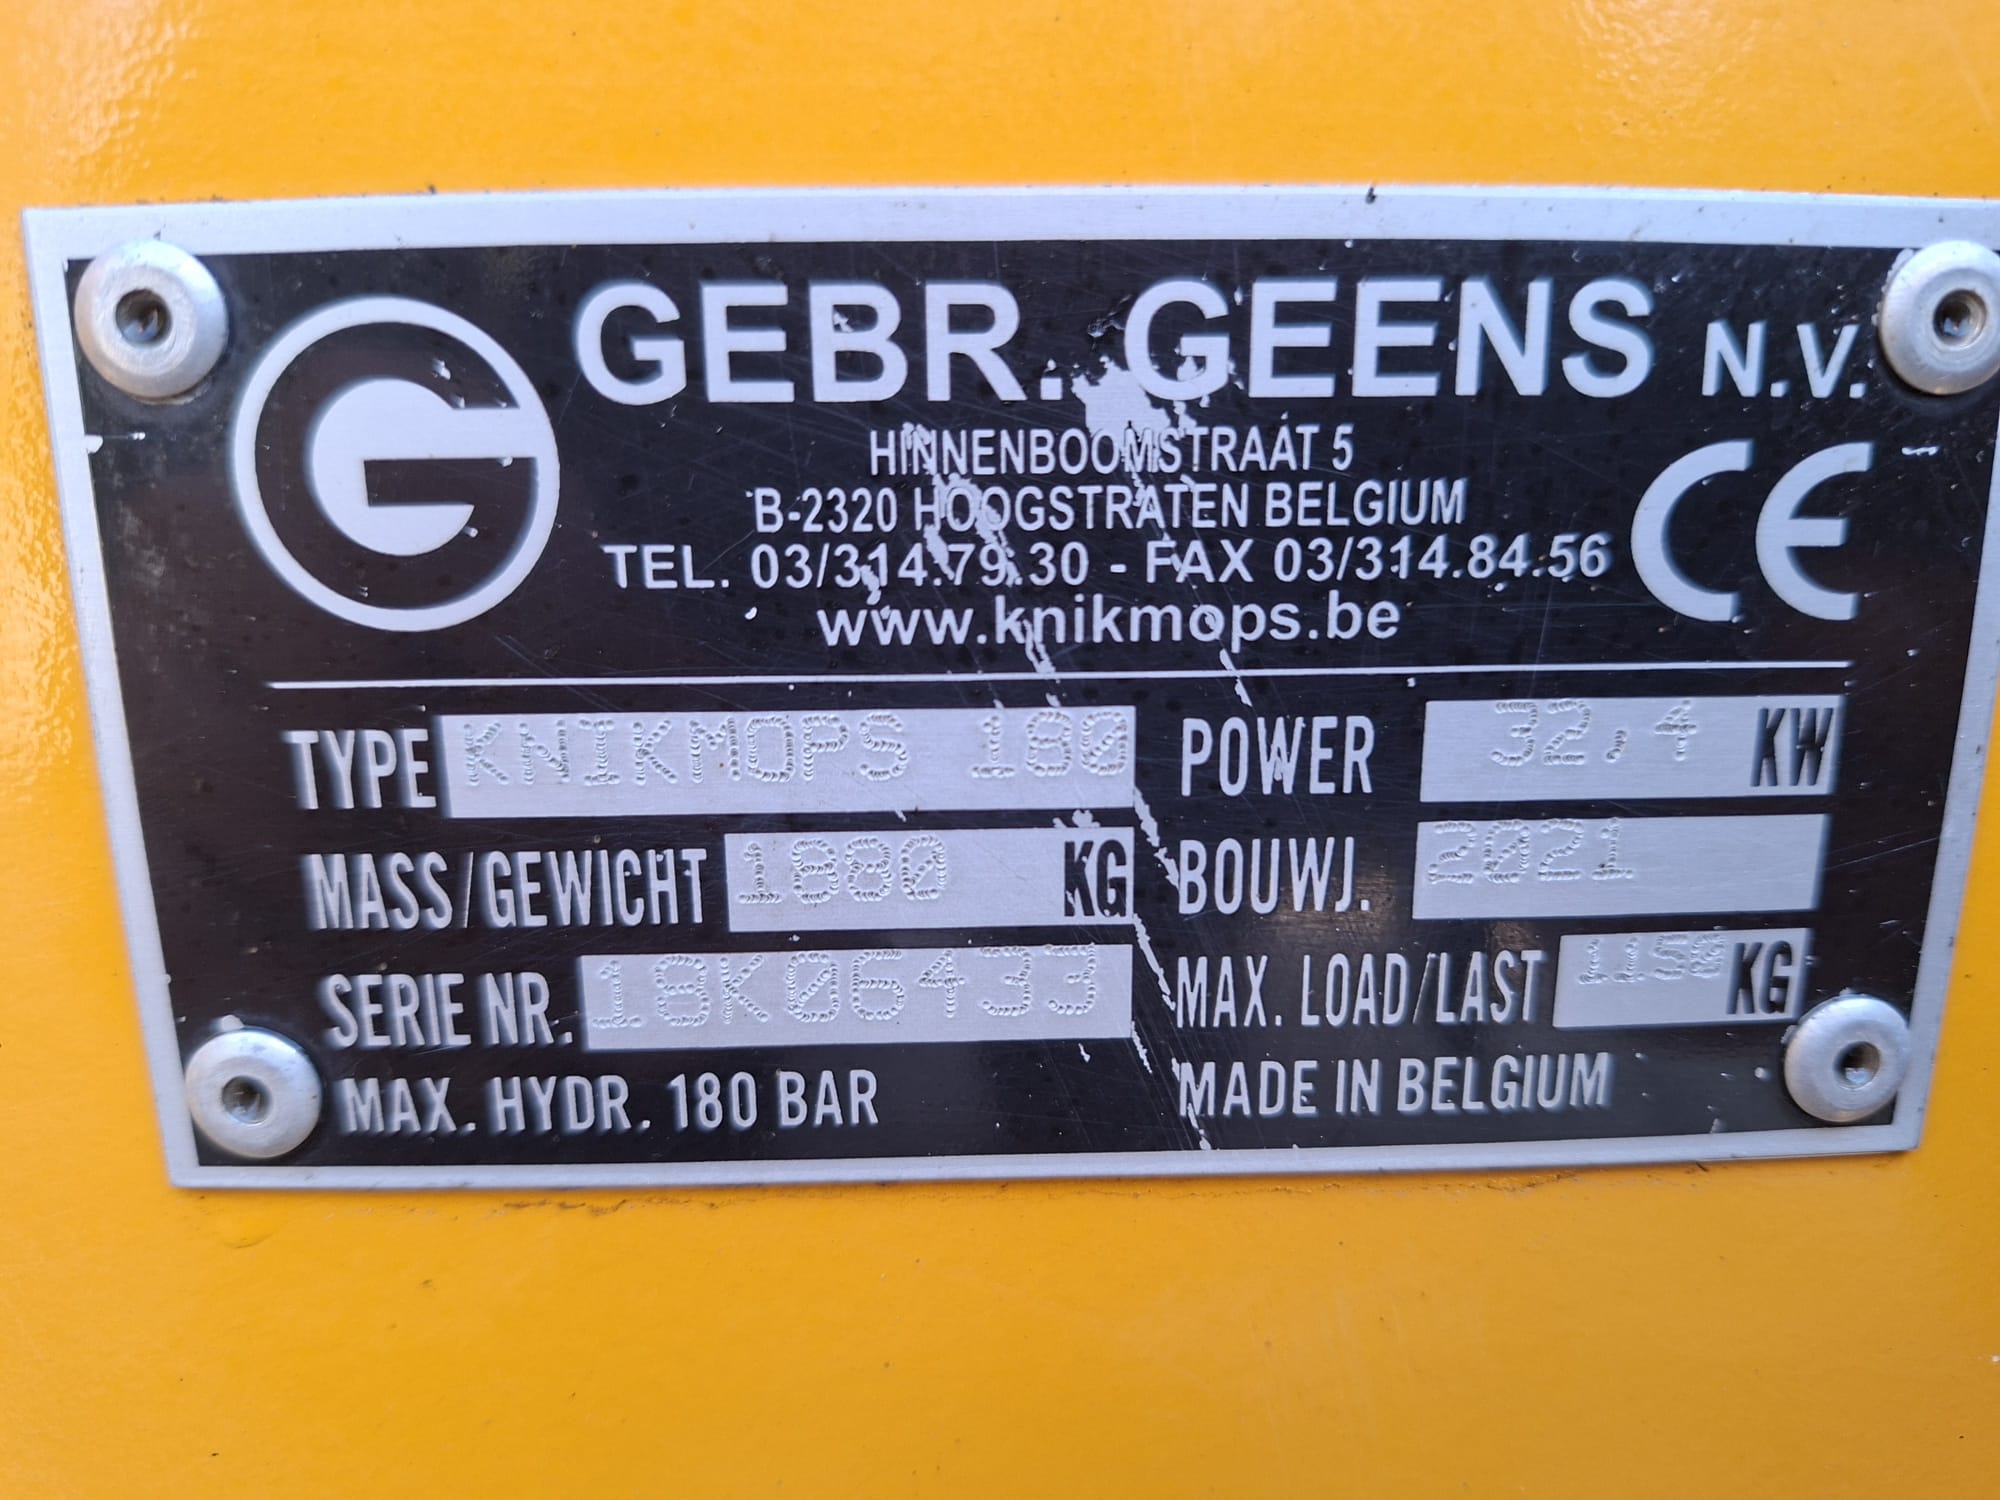 G
GEBR. GEENS N.V.
HINNENBOOMSTRAAT 5
B-2320 HOOGSTRATEN BELGIUM
TEL. 03/314.79.30 - FAX 03/314.84.56
www.knikmops.be
CE
TYPE KNIKMOPS 180 POWER 32,4 KW
MASS/GEWICHT 1880 KG BOUWJ. 2021
SERIE NR. 18K06433 MAX. LOAD/LAST 1150 KG
MAX. HYDR. 180 BAR MADE IN BELGIUM